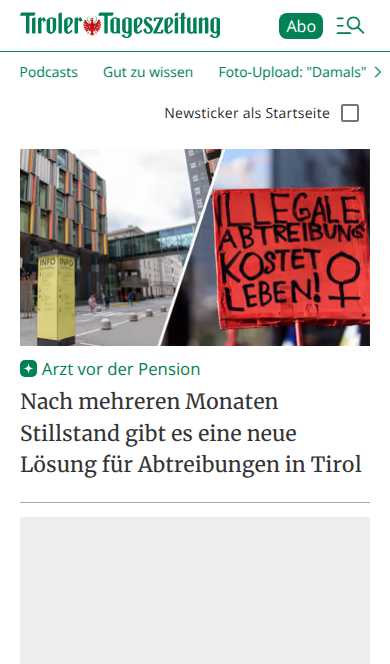 Tiroler Tageszeitung
Abo
Podcasts Gut zu wissen Foto-Upload: "Damals"
Newsticker als Startseite
INFO INFO
ILLEGALE
ABTREIBUNG
KOSTET
LEBEN!
Arzt vor der Pension
Nach mehreren Monaten
Stillstand gibt es eine neue
Lösung für Abtreibungen in Tirol